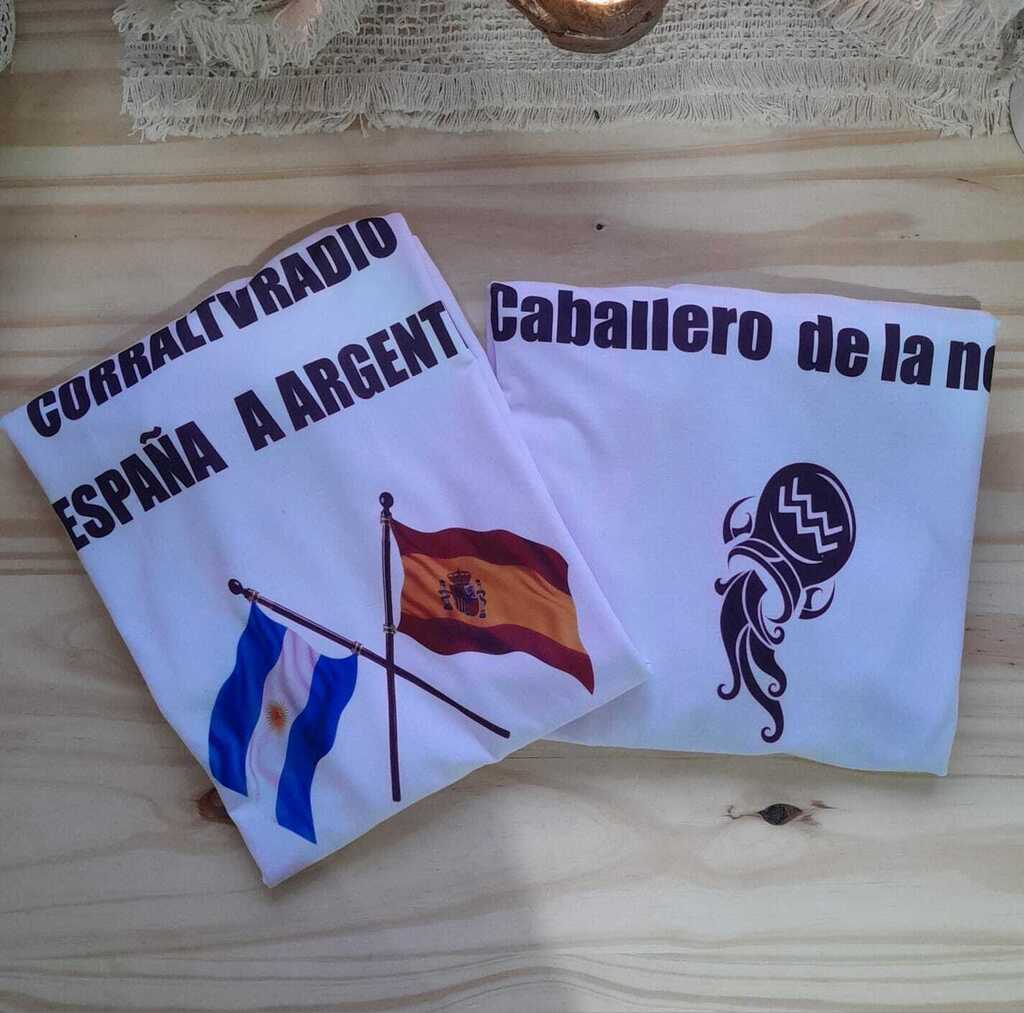 CORRALTVRADIO
ESPAÑA A ARGENT
Caballero de la no